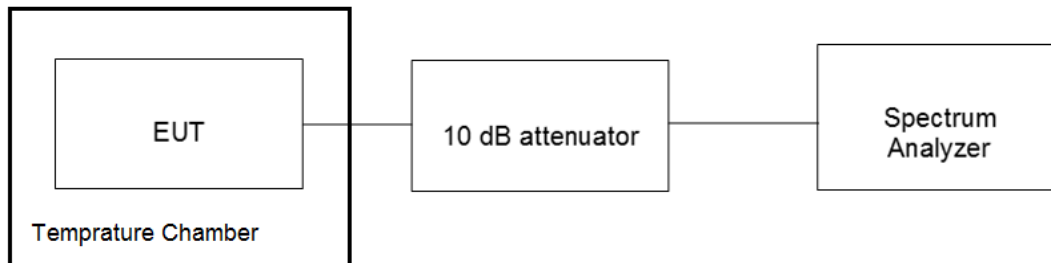 EUT
10 dB attenuator
Spectrum
Analyzer
Temprature Chamber